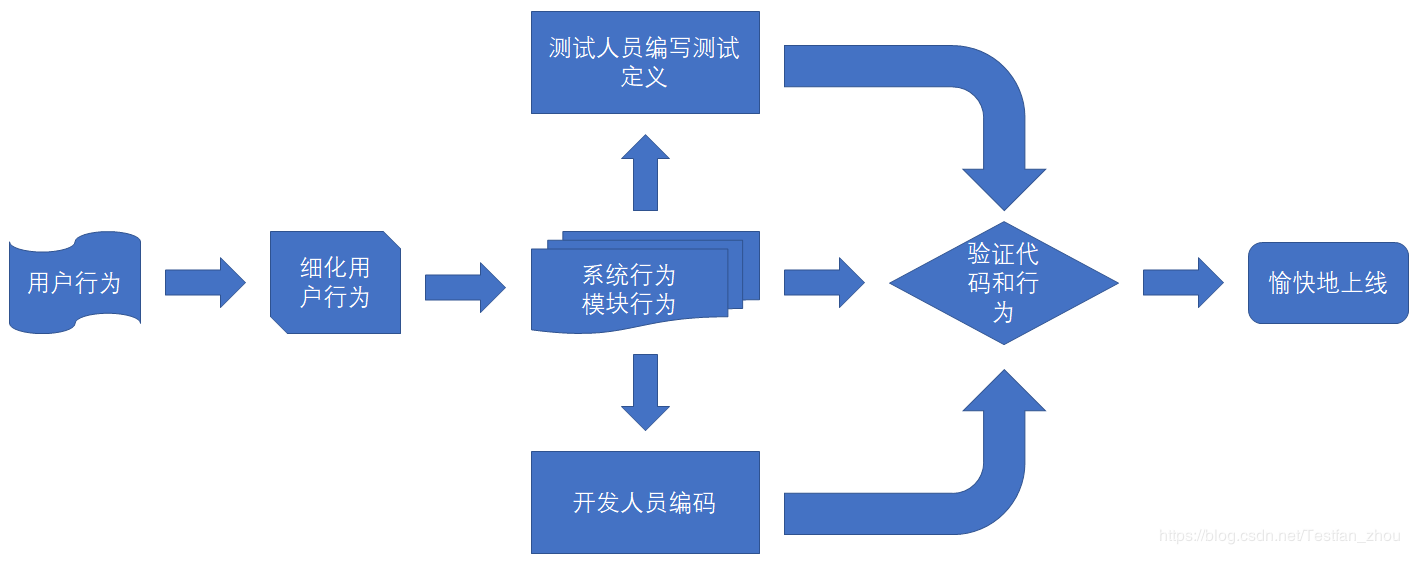 测试人员编写测试
定义
用户行为
细化用
户行为
系统行为
模块行为
验证代
码和行
为
愉快地上线
开发人员编码
https://blog.csdn.net/Testfan_zhou